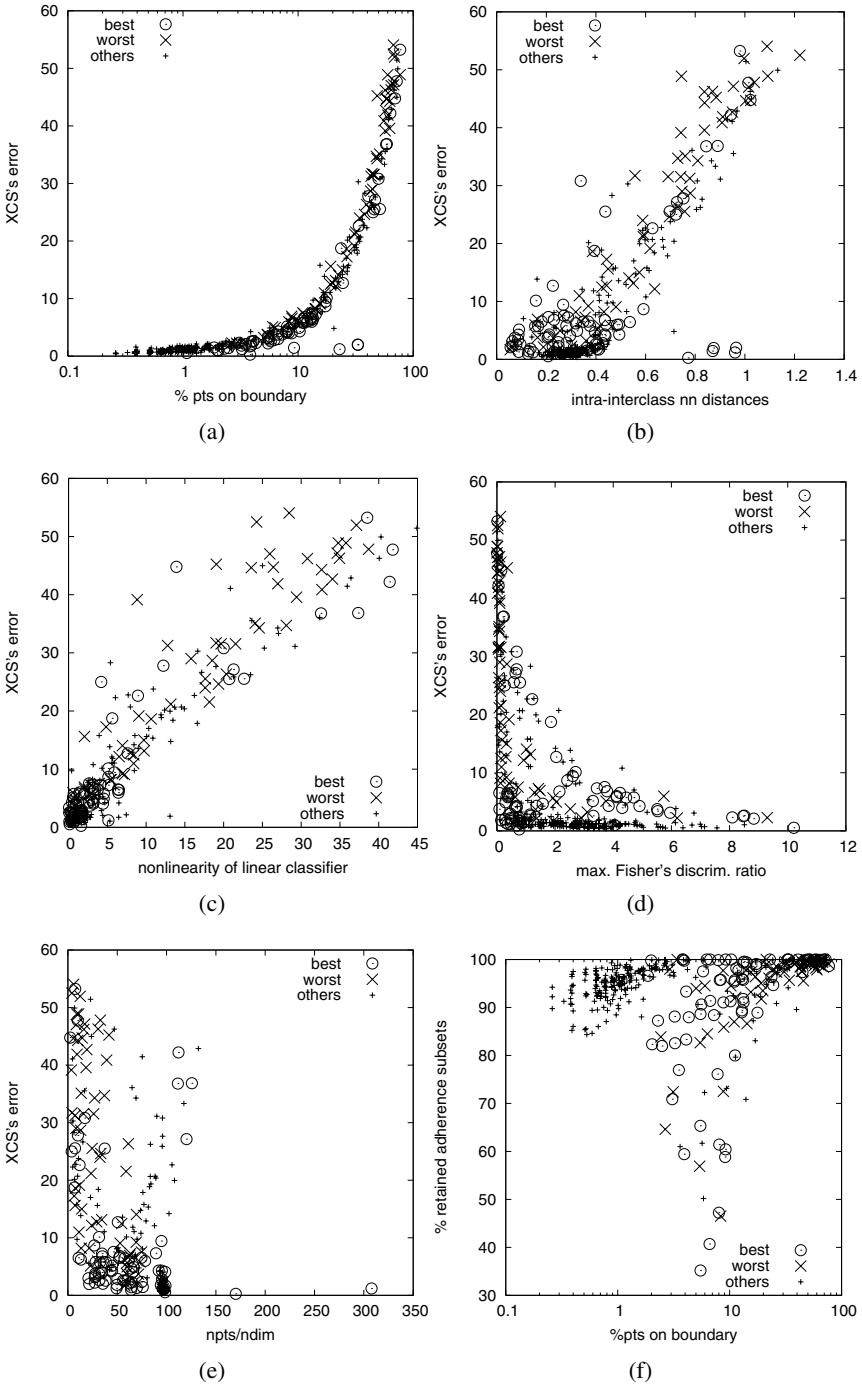 60
50
40
30
20
10
0
XCS's error
best
worst
others
0.1
1
10
100
% pts on boundary
(a)
60
50
40
30
20
10
0
XCS's error
best
worst
others
0
0.2
0.4
0.6
0.8
1
1.2
1.4
intra-interclass nn distances
(b)
60
50
40
30
20
10
0
XCS's error
best
worst
others
0
5
10
15
20
25
30
35
40
45
nonlinearity of linear classifier
(c)
60
50
40
30
20
10
0
XCS's error
best
worst
others
0
2
4
6
8
10
12
max. Fisher's discrim. ratio
(d)
60
50
40
30
20
10
0
XCS's error
best
worst
others
0
50
100
150
200
250
300
350
npts/ndim
(e)
100
90
80
70
60
50
40
30
% retained adherence subsets
best
worst
others
0.1
1
10
100
%pts on boundary
(f)